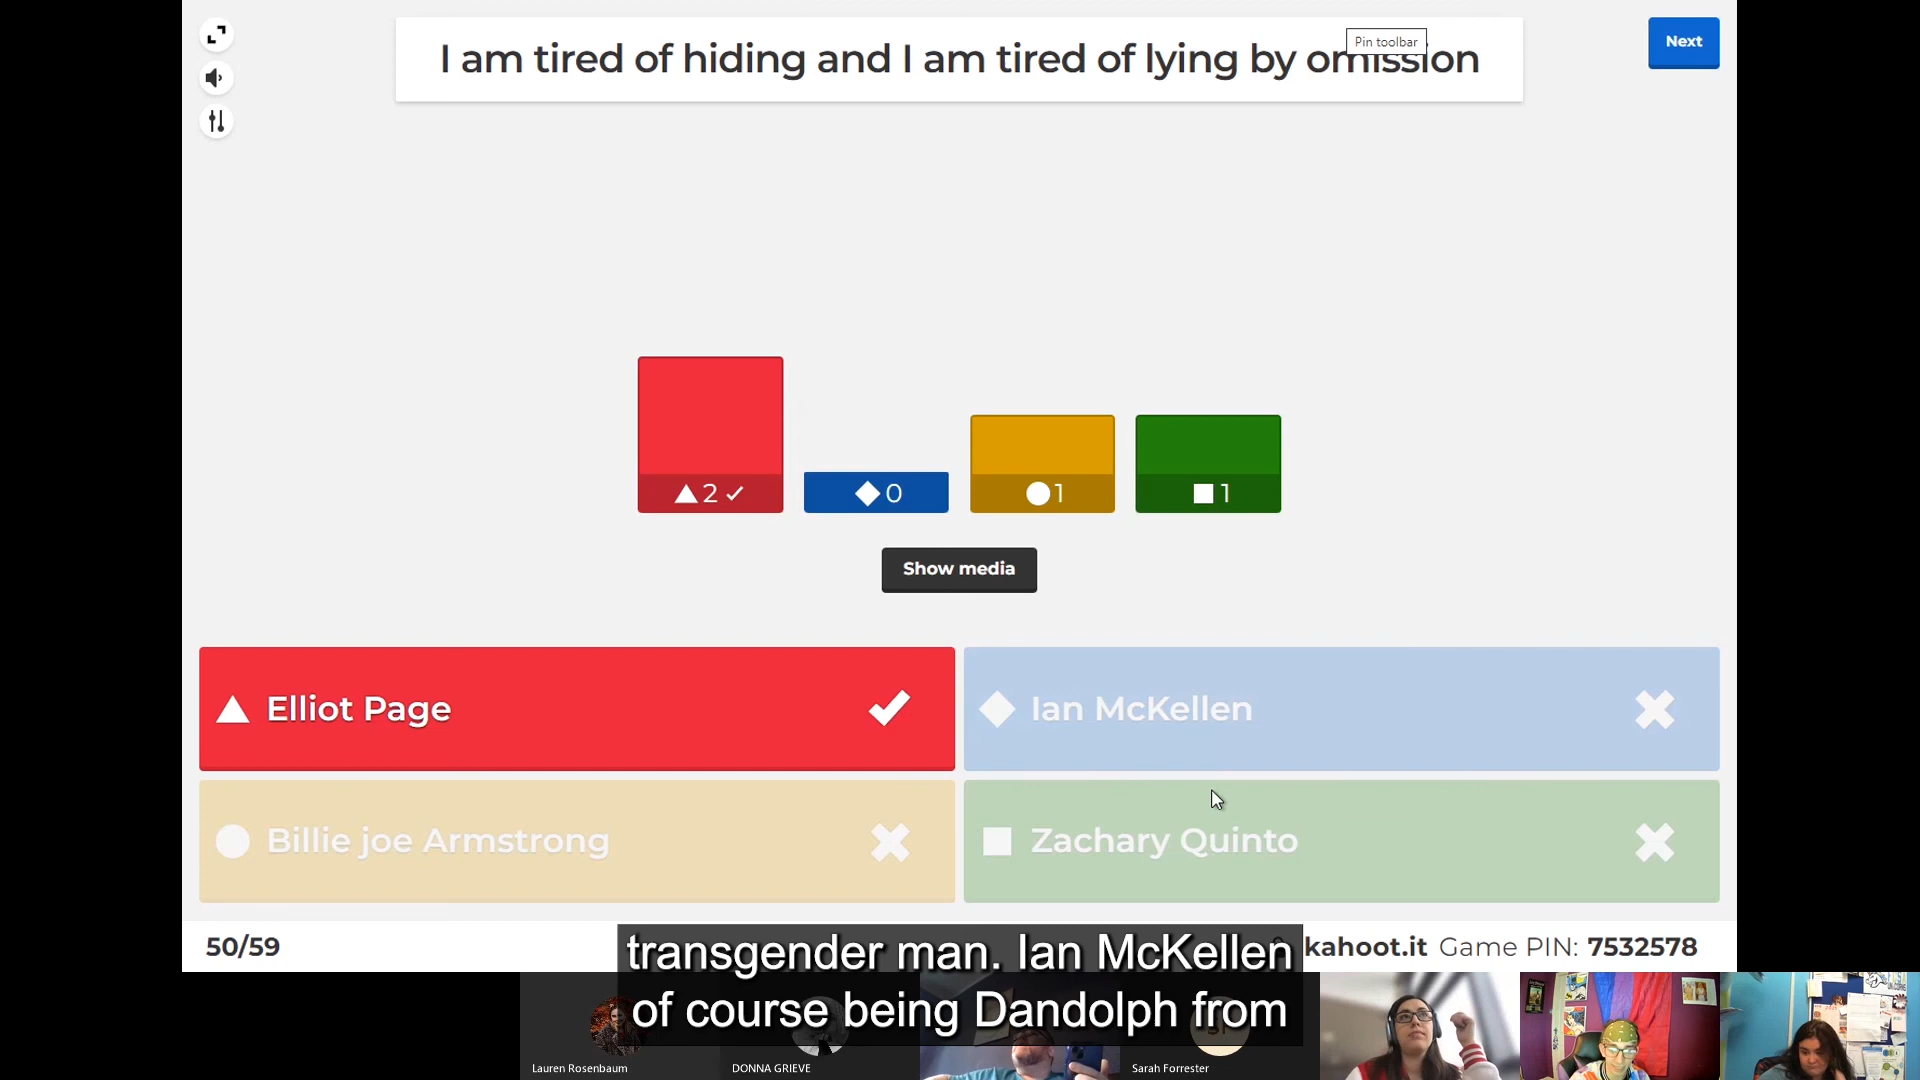 I am tired of hiding and I am tired of lying by omission
Pin toolbar
Next
2
0
1
1
Show media
Elliot Page
Ian McKellen
Billie joe Armstrong
Zachary Quinto
50/59
kahoot.it Game PIN: 7532578
transgender man. Ian McKellen
of course being Dandolph from
Lauren Rosenbaum
DONNA GRIEVE
Sarah Forrester